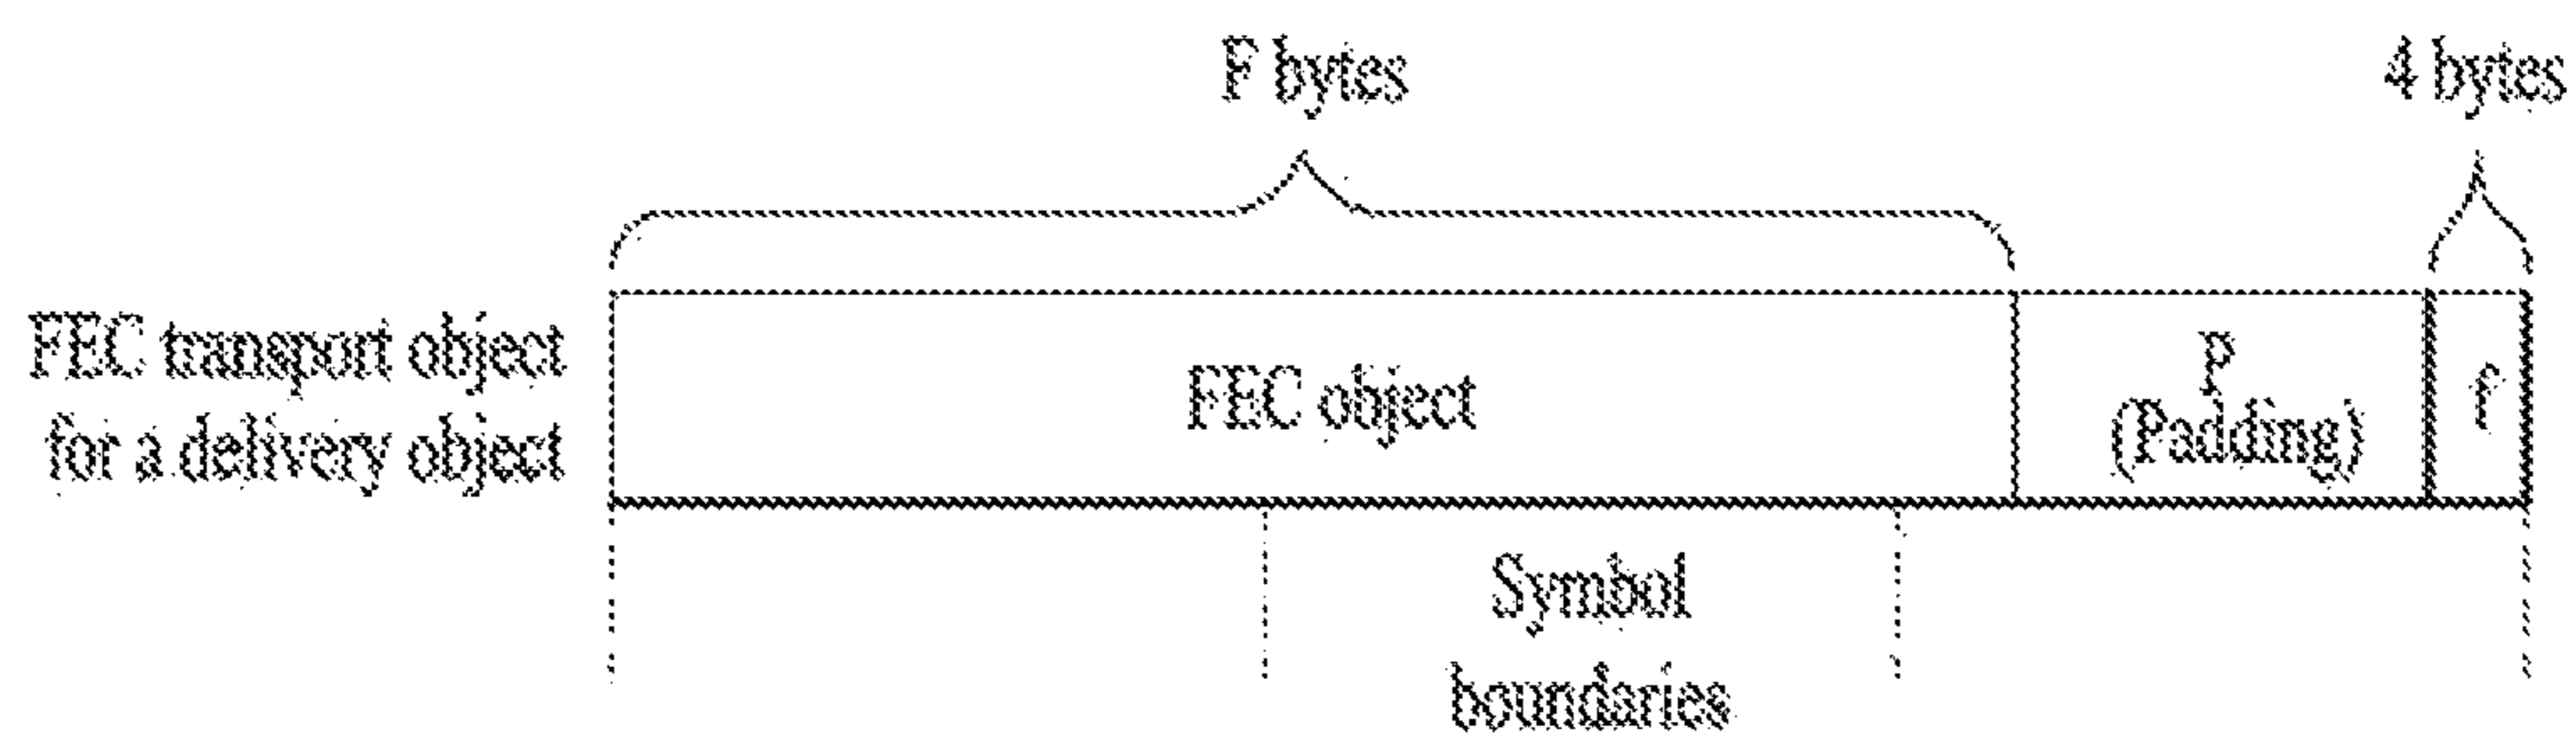 F bytes
4 bytes
FEC transport object
for a delivery object
FEC object
P
(Padding)
f
Symbol
boundaries